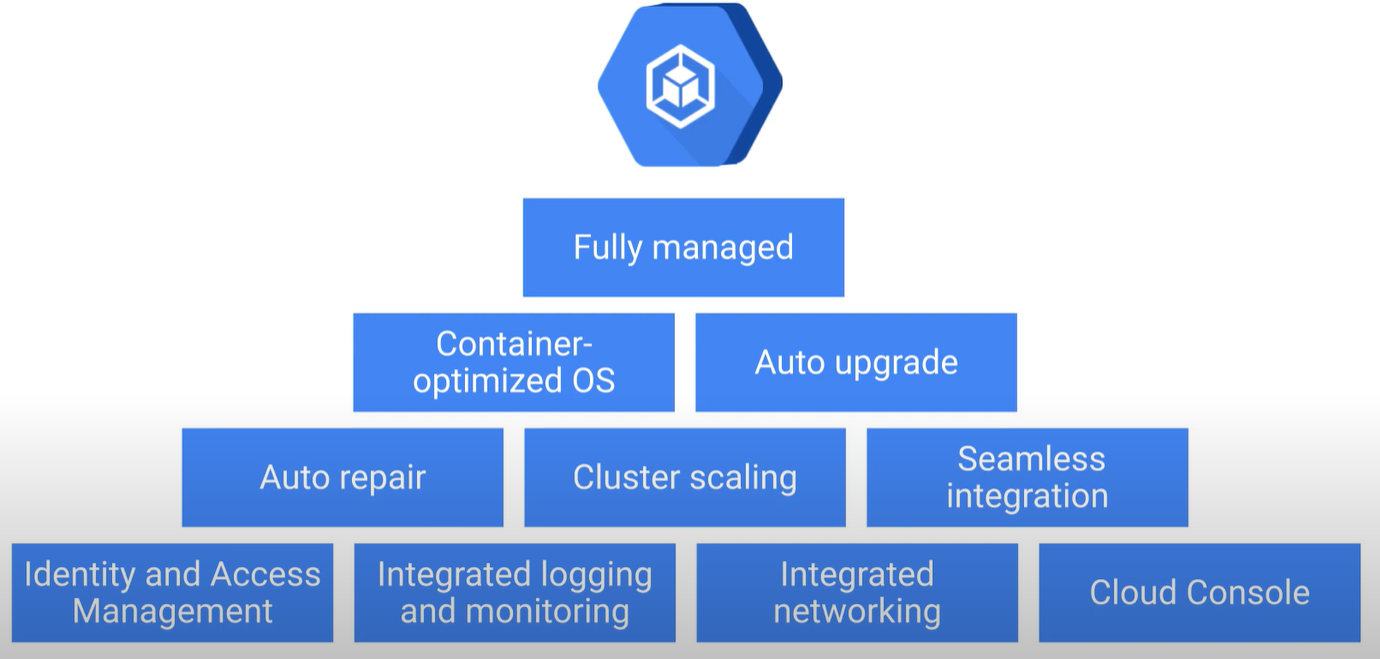 Fully managed
Container-
optimized OS
Auto upgrade
Auto repair
Cluster scaling
Seamless
integration
Identity and Access
Management
Integrated logging
and monitoring
Integrated
networking
Cloud Console